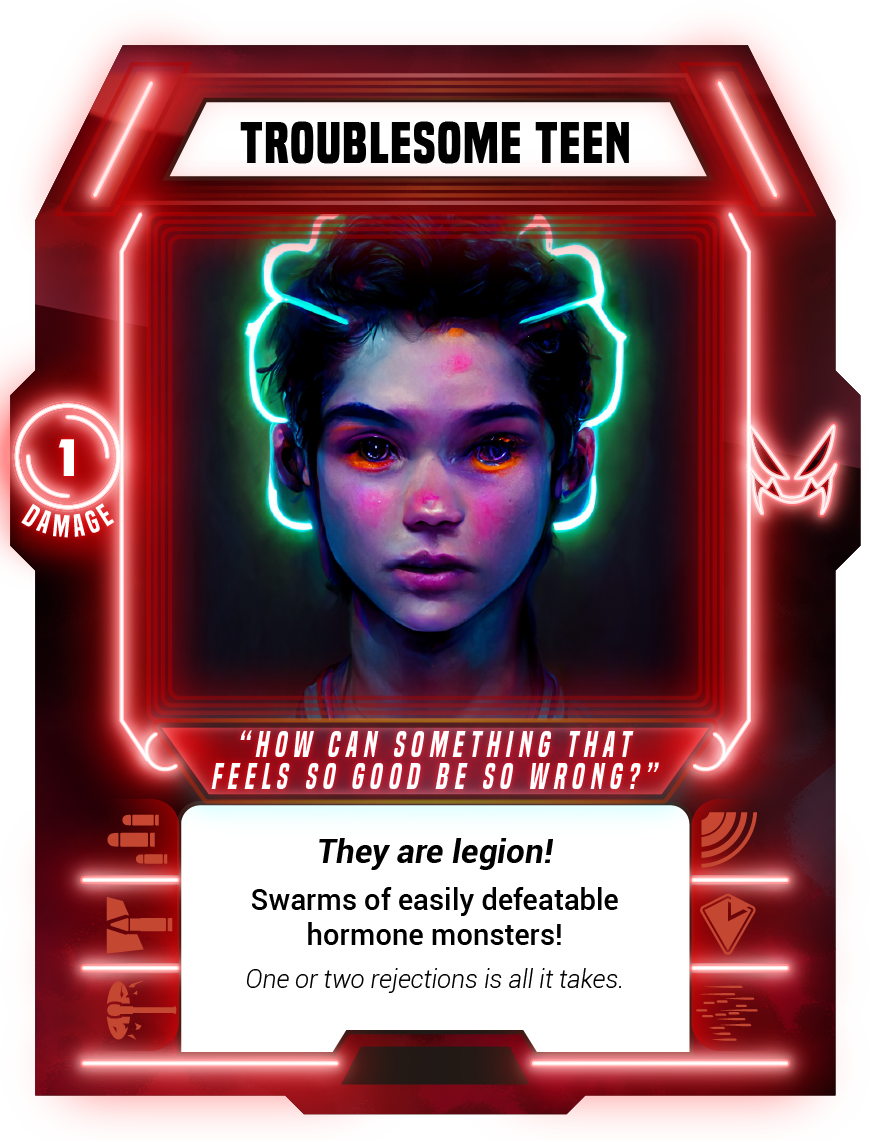 TROUBLESOME TEEN
1
DAMAGE
“HOW CAN SOMETHING THAT
FEELS SO GOOD BE SO WRONG?”
They are legion!
Swarms of easily defeatable
hormone monsters!
One or two rejections is all it takes.